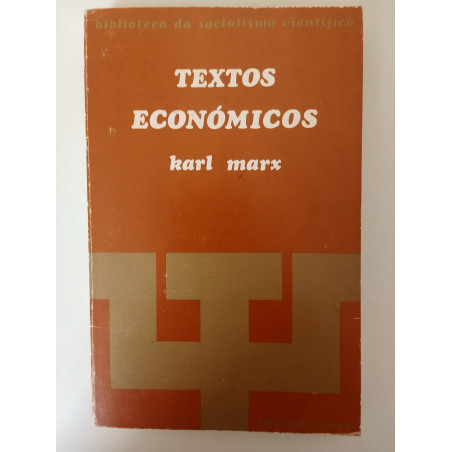 biblioteca do socialismo científico
TEXTOS
ECONÓMICOS
karl marx